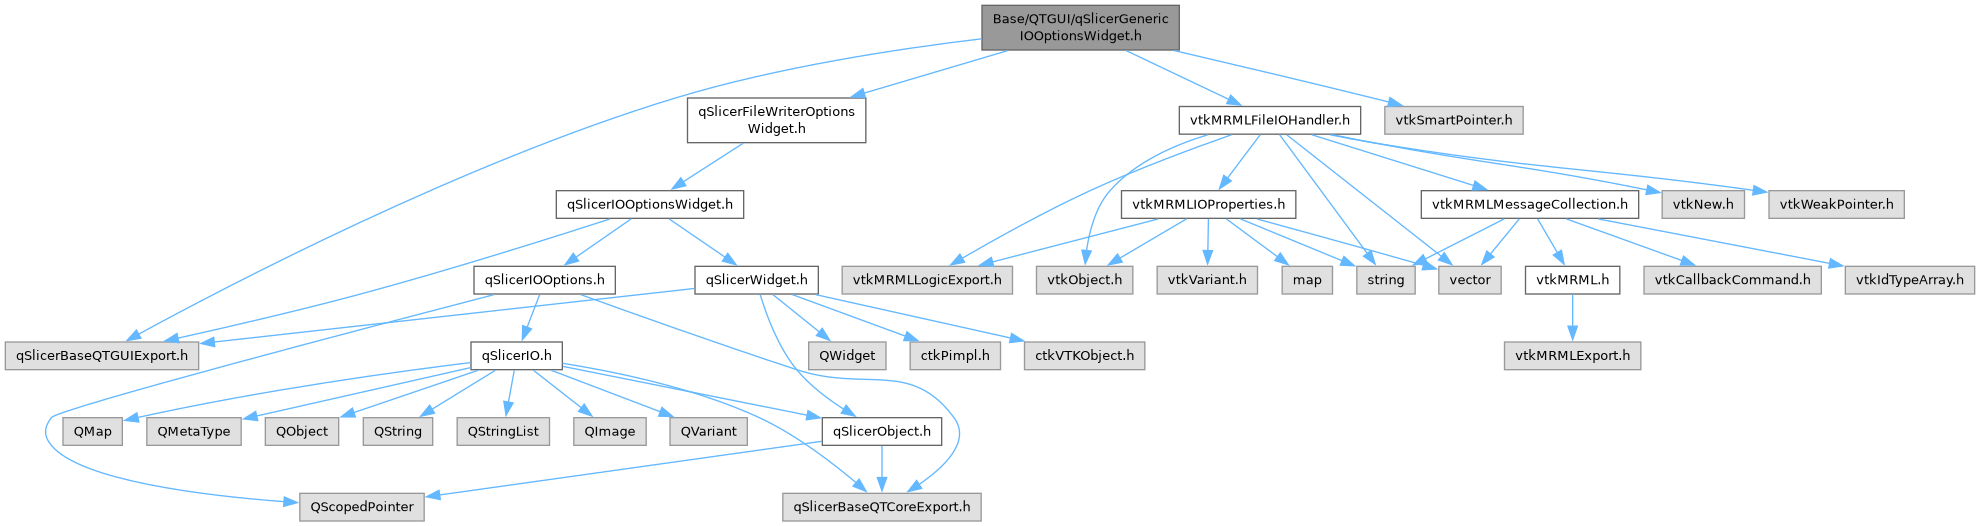 Base/QTGUI/qSlicerGeneric
IOOptionsWidget.h
qSlicerFileWriterOptions
Widget.h
vtkMRMLFileIOHandler.h
vtkSmartPointer.h
qSlicerIOOptionsWidget.h
vtkMRMLIOProperties.h
vtkMRMLMessageCollection.h
vtkNew.h
vtkWeakPointer.h
qSlicerIOOptions.h
qSlicerWidget.h
vtkMRMLLogicExport.h
vtkObject.h
vtkVariant.h
map
string
vector
vtkMRML.h
vtkCallbackCommand.h
vtkIdTypeArray.h
qSlicerBaseQTGUIExport.h
qSlicerIO.h
QWidget
ctkPimpl.h
ctkVTKObject.h
vtkMRMLExport.h
QMap
QMetaType
QObject
QString
QStringList
QImage
QVariant
qSlicerObject.h
QScopedPointer
qSlicerBaseQTCoreExport.h